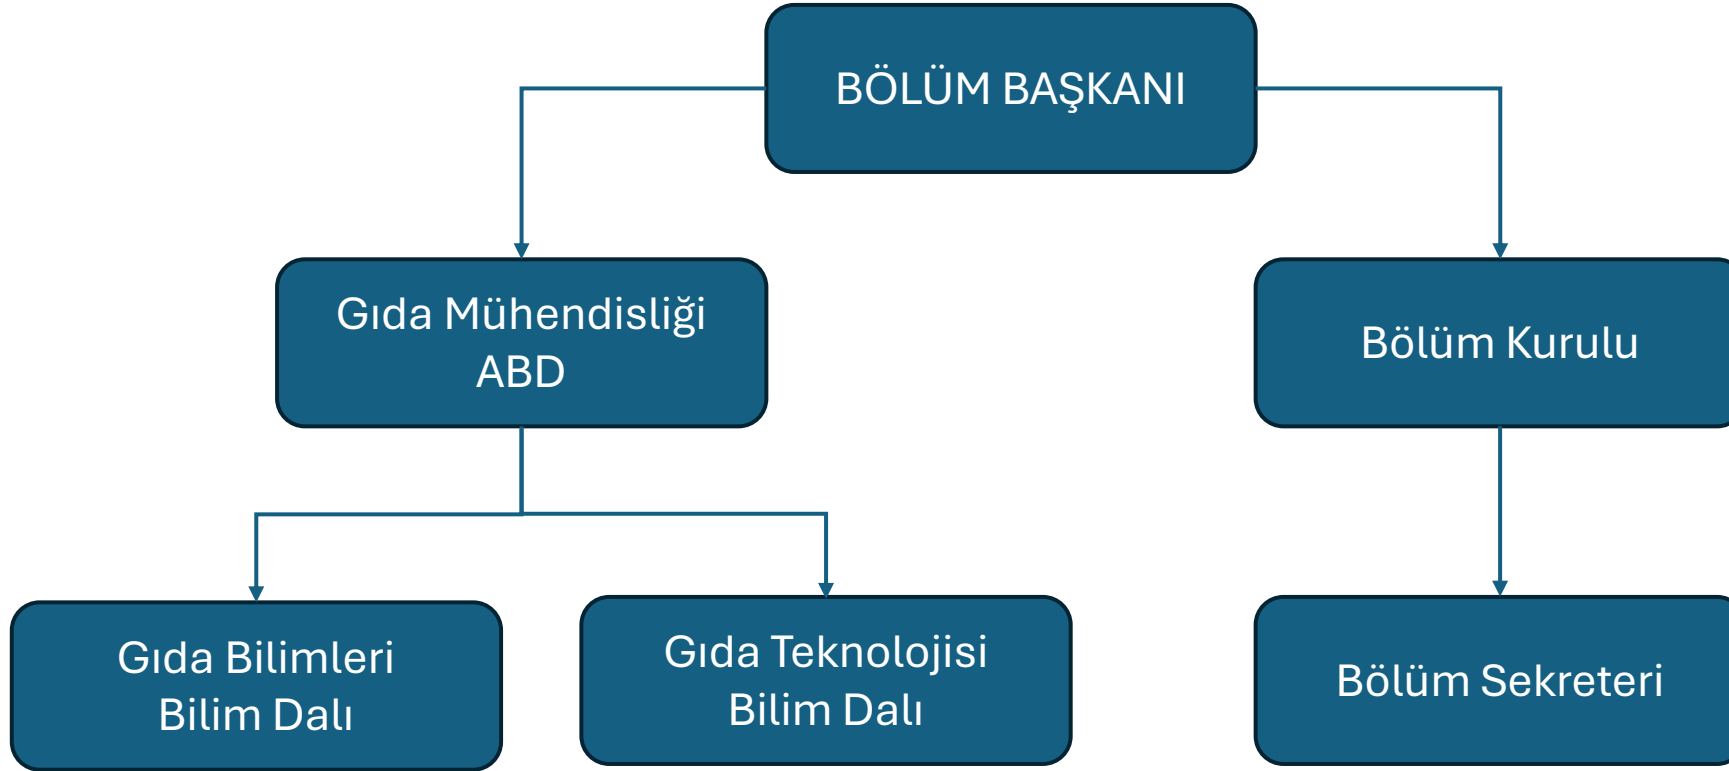 BÖLÜM BAŞKANI
Gıda Mühendisliği
ABD
Bölüm Kurulu
Gıda Bilimleri
Bilim Dalı
Gıda Teknolojisi
Bilim Dalı
Bölüm Sekreteri